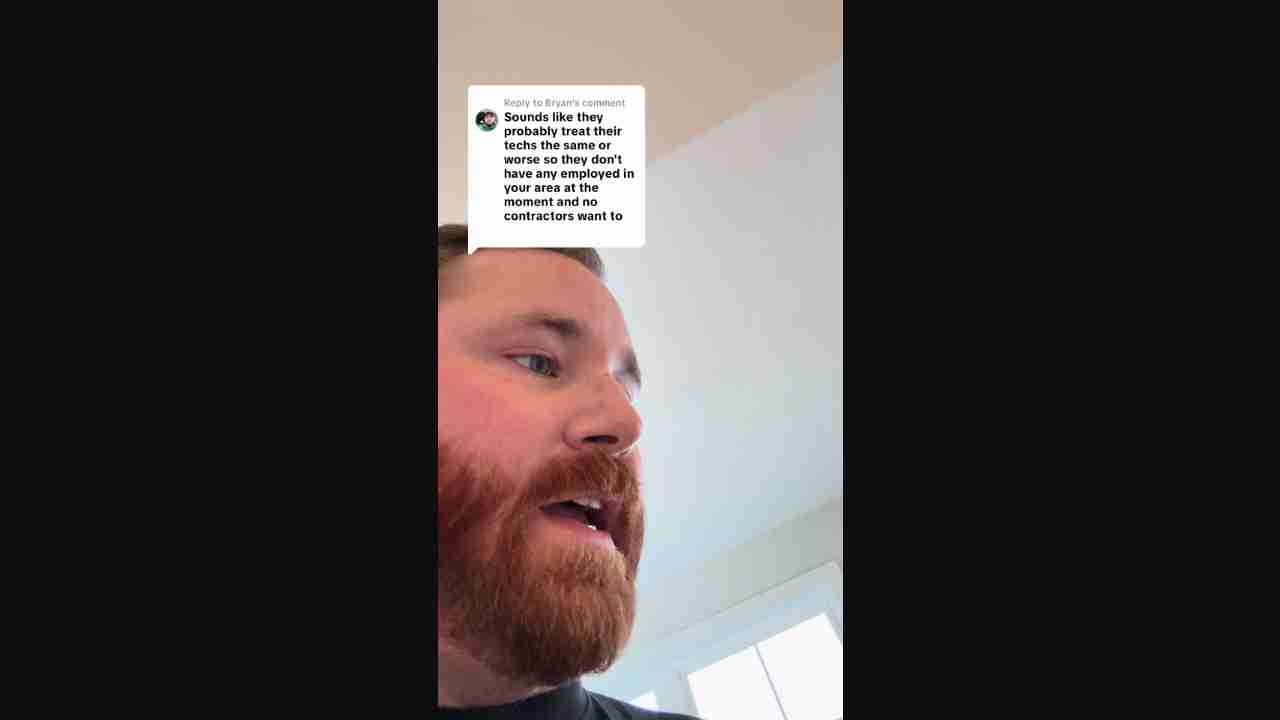 Reply to Bryan's comment
Sounds like they
probably treat their
techs the same or
worse so they don't
have any employed in
your area at the
moment and no
contractors want to